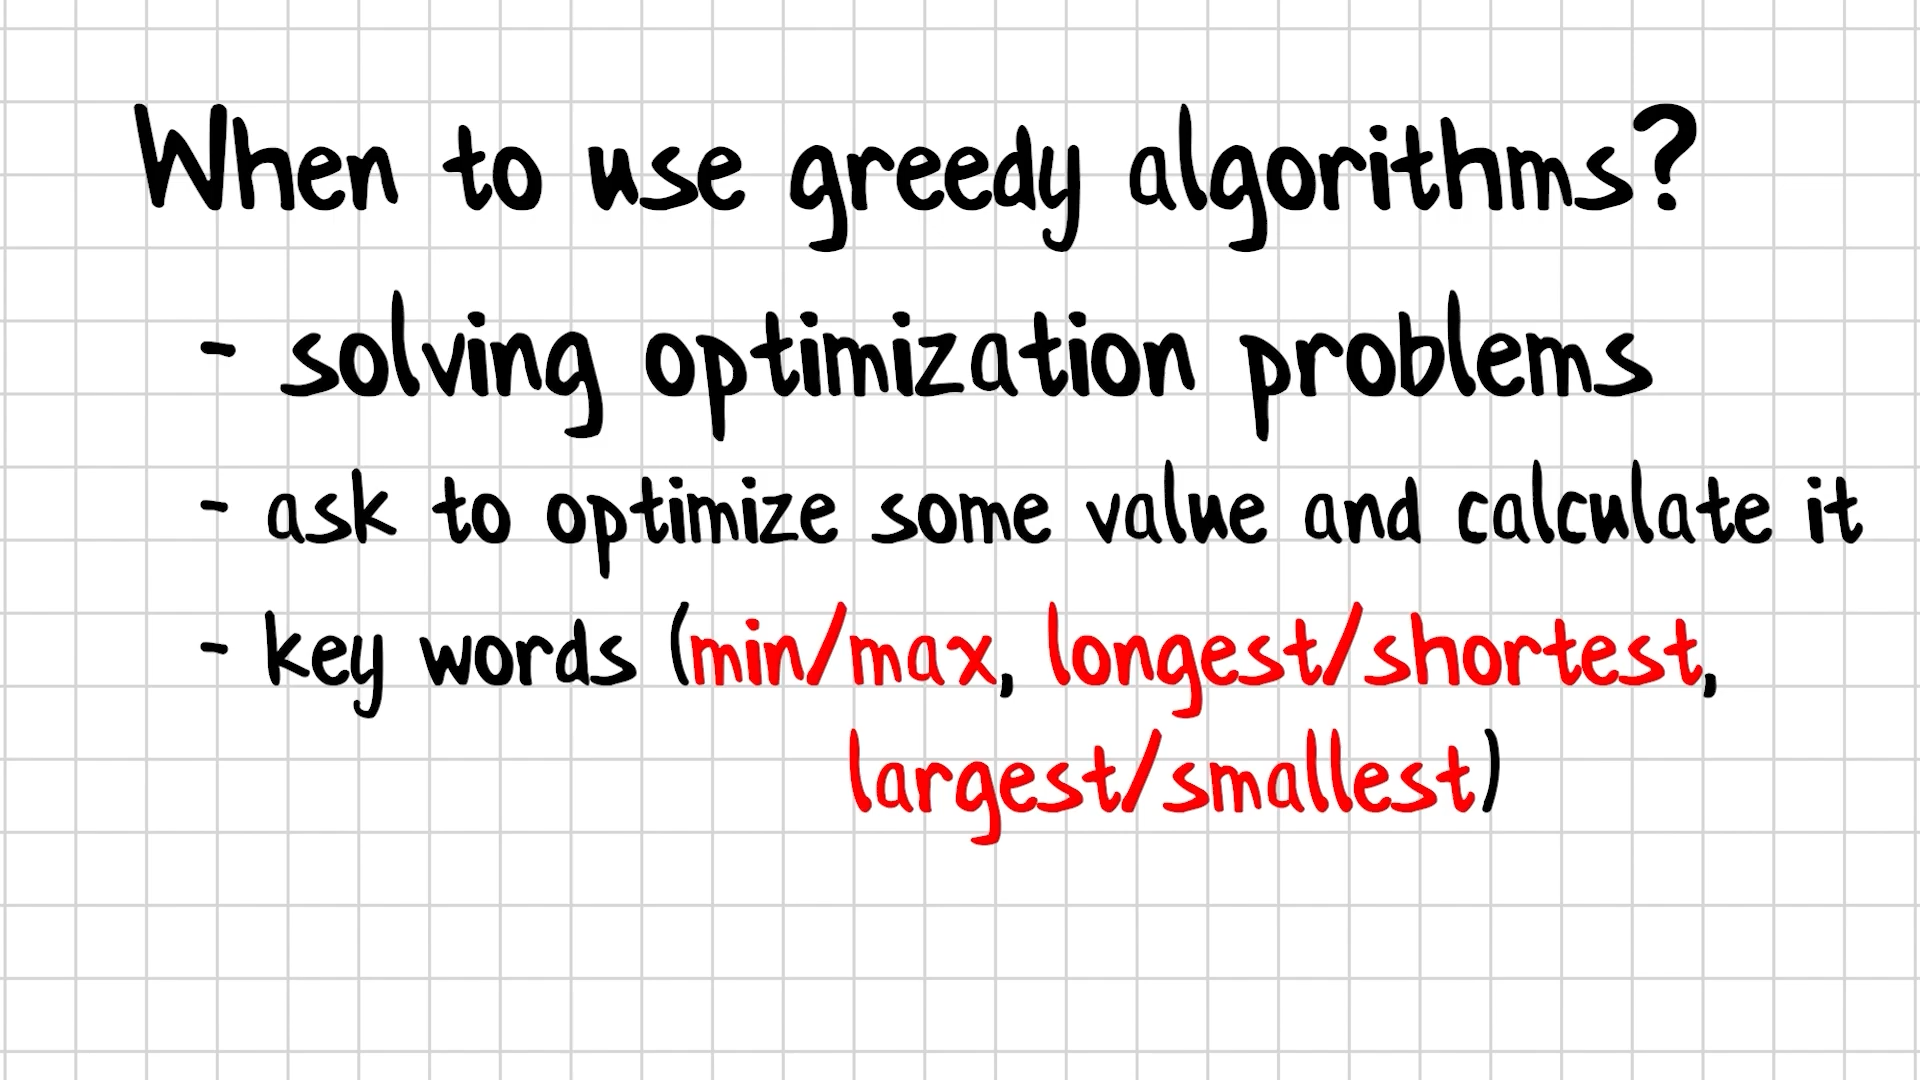 When to use greedy algorithms?
- solving optimization problems
- ask to optimize some value and calculate it
- key words (min/max, longest/shortest,
largest/smallest)